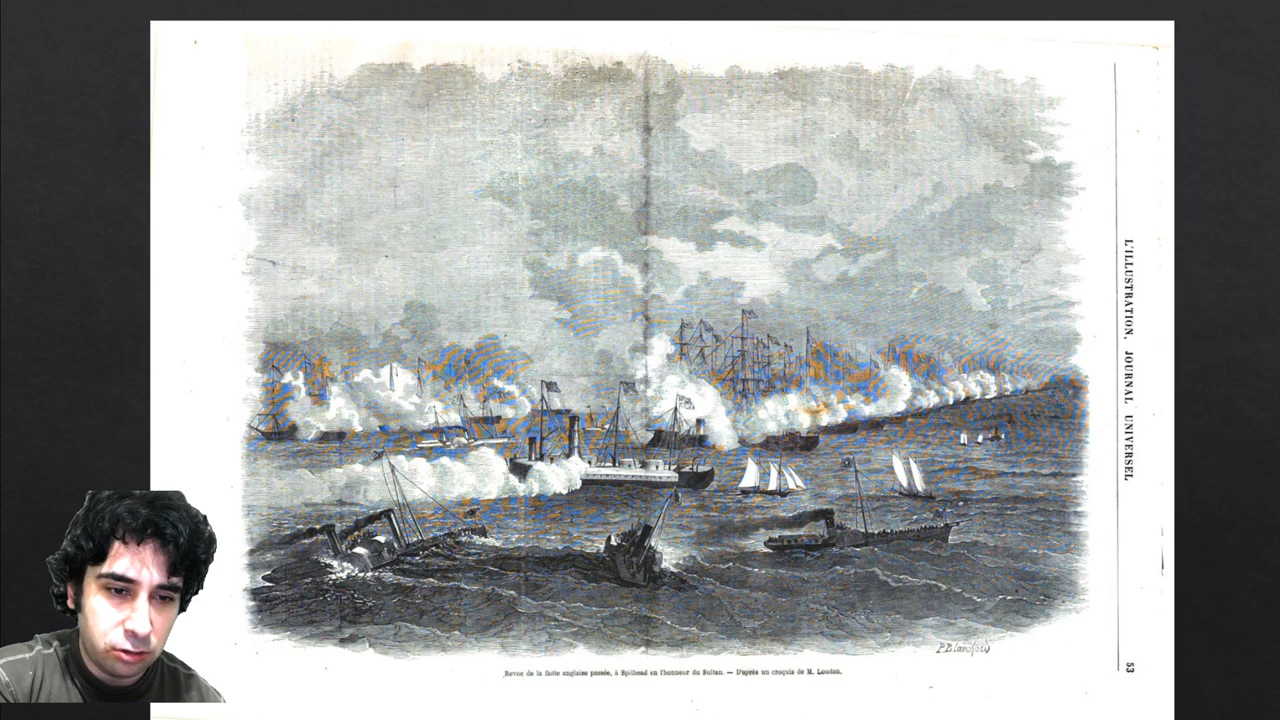 L'ILLUSTRATION, JOURNAL UNIVERSEL
53
Revue de la flotte anglaise passée, à Spithead en l'honneur du Sultan. — D'après un croquis de M. Loudan.